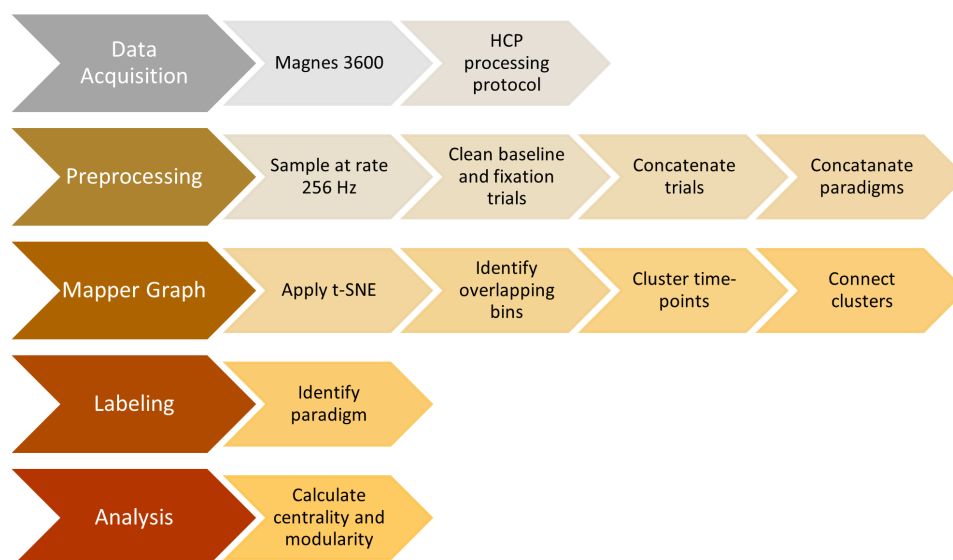 Data
Acquisition
Magnes 3600
HCP
processing
protocol
Preprocessing
Sample at rate
256 Hz
Clean baseline
and fixation
trials
Concatenate
trials
Concatanate
paradigms
Mapper Graph
Apply t-SNE
Identify
overlapping
bins
Cluster time-
points
Connect
clusters
Labeling
Identify
paradigm
Analysis
Calculate
centrality and
modularity